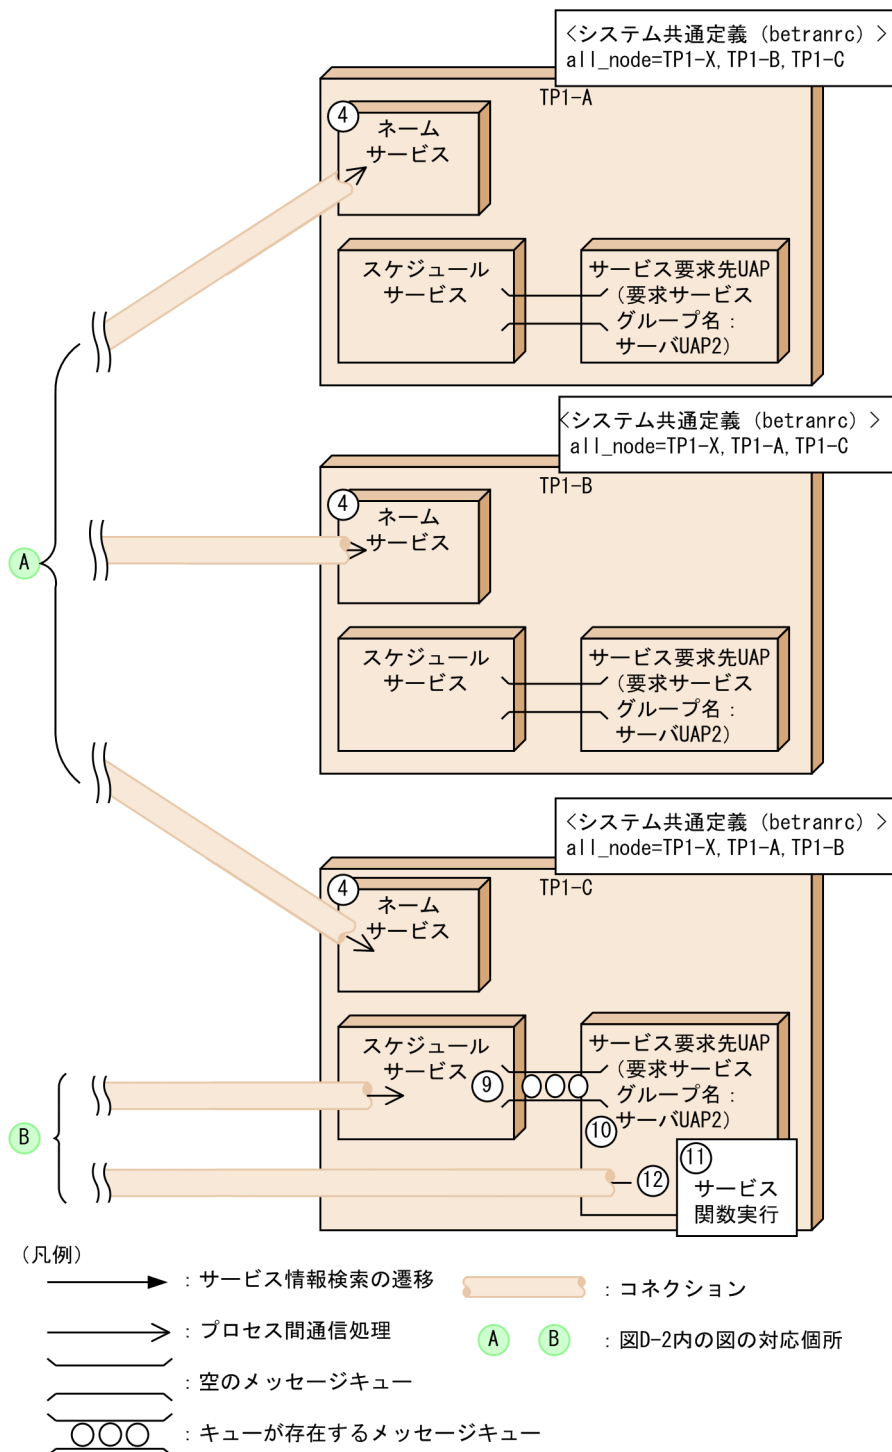 <システム共通定義(betranrc)>
all_node=TP1-X,TP1-B,TP1-C
TP1-A
④
ネーム
サービス
スケジュール
サービス
サービス要求先UAP
(要求サービス
グループ名:
サーバUAP2)
<システム共通定義(betranrc)>
all_node=TP1-X,TP1-A,TP1-C
TP1-B
④
ネーム
サービス
A
スケジュール
サービス
サービス要求先UAP
(要求サービス
グループ名:
サーバUAP2)
<システム共通定義(betranrc)>
all_node=TP1-X,TP1-A,TP1-B
TP1-C
④
ネーム
サービス
スケジュール
サービス
⑨
サービス要求先UAP
(要求サービス
グループ名:
サーバUAP2)
⑩
B
⑫
⑪
サービス
関数実行
(凡例)
:サービス情報検索の遷移
:コネクション
:プロセス間通信処理
A B :図D-2内の図の対応個所
:空のメッセージキュー
:キューが存在するメッセージキュー